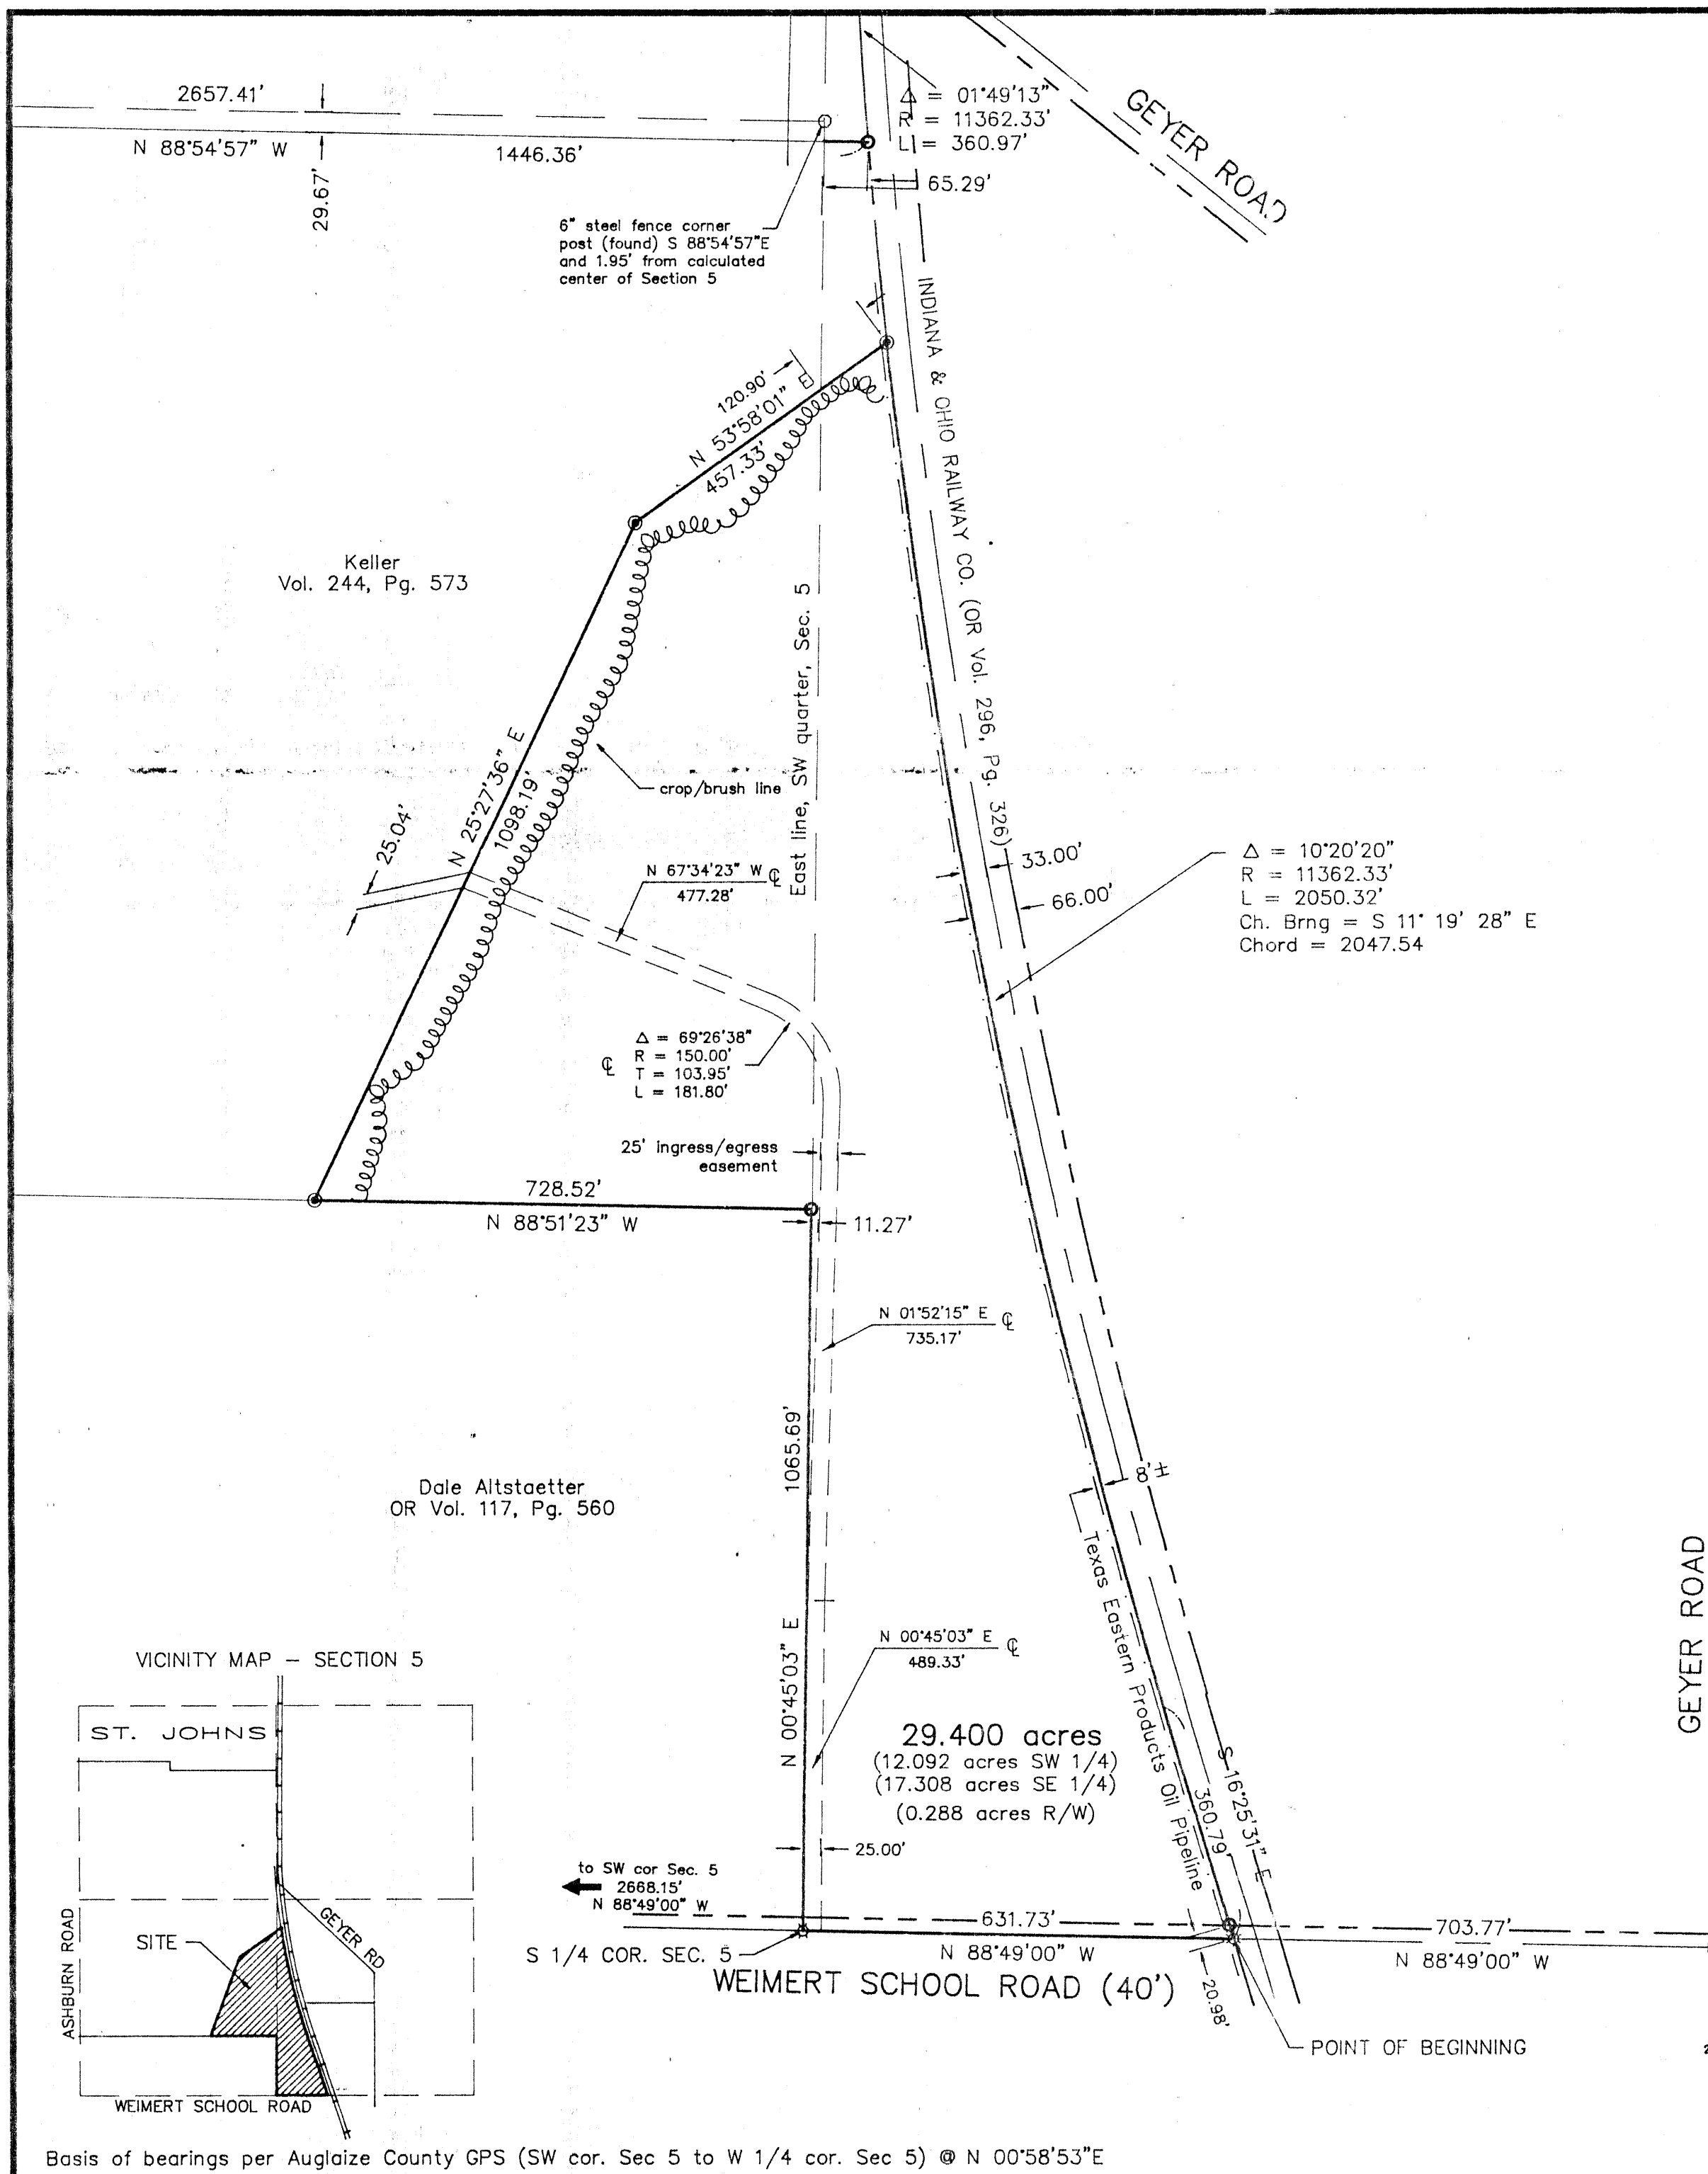 2657.41'
N 88°54'57" W
1446.36'
29.67'
Δ = 01°49'13"
R = 11362.33'
L = 360.97'
65.29'
GEYER ROAD
6" steel fence corner
post (found) S 88°54'57"E
and 1.95' from calculated
center of Section 5
INDIANA & OHIO RAILWAY CO. (OR Vol. 296, Pg. 326)
120.90'
N 53°58'01" E
457.33'
Keller
Vol. 244, Pg. 573
East line, SW quarter, Sec. 5
crop/brush line
N 25°27'36" E
1098.19'
25.04'
N 67°34'23" W ℄
477.28'
33.00'
66.00'
Δ = 10°20'20"
R = 11362.33'
L = 2050.32'
Ch. Brng = S 11° 19' 28" E
Chord = 2047.54
℄
Δ = 69°26'38"
R = 150.00'
T = 103.95'
L = 181.80'
25' ingress/egress
easement
728.52'
N 88°51'23" W
11.27'
N 01°52'15" E ℄
735.17'
1065.69'
N 00°45'03" E
Dale Altstaetter
OR Vol. 117, Pg. 560
8'±
Texas Eastern Products Oil Pipeline
GEYER ROAD
N 00°45'03" E ℄
489.33'
29.400 acres
(12.092 acres SW 1/4)
(17.308 acres SE 1/4)
(0.288 acres R/W)
S 16°25'31" E
360.79'
25.00'
to SW cor Sec. 5
2668.15'
N 88°49'00" W
631.73'
N 88°49'00" W
703.77'
N 88°49'00" W
S 1/4 COR. SEC. 5
WEIMERT SCHOOL ROAD (40')
20.98'
POINT OF BEGINNING
VICINITY MAP - SECTION 5
ST. JOHNS
GEYER RD
SITE
ASHBURN ROAD
WEIMERT SCHOOL ROAD
Basis of bearings per Auglaize County GPS (SW cor. Sec 5 to W 1/4 cor. Sec 5) @ N 00°58'53"E